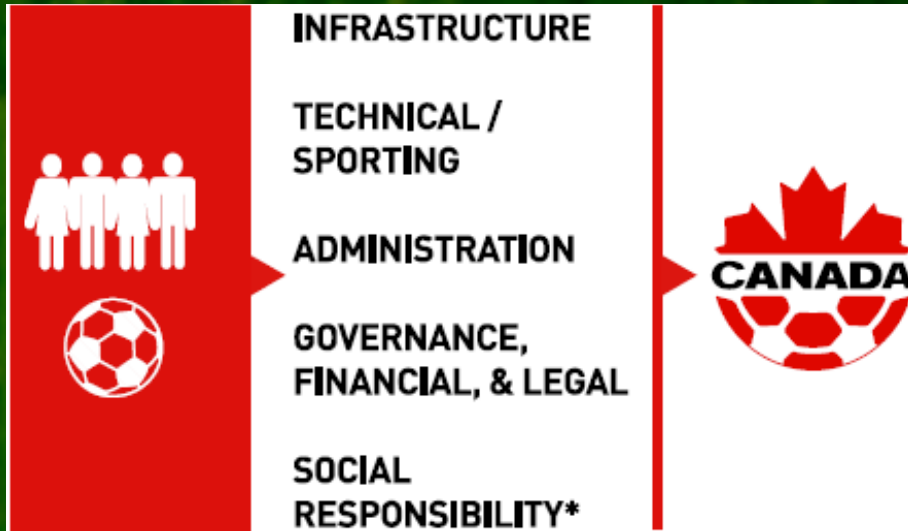 INFRASTRUCTURE
TECHNICAL /
SPORTING
ADMINISTRATION
GOVERNANCE,
FINANCIAL, & LEGAL
SOCIAL
RESPONSIBILITY*
CANADA